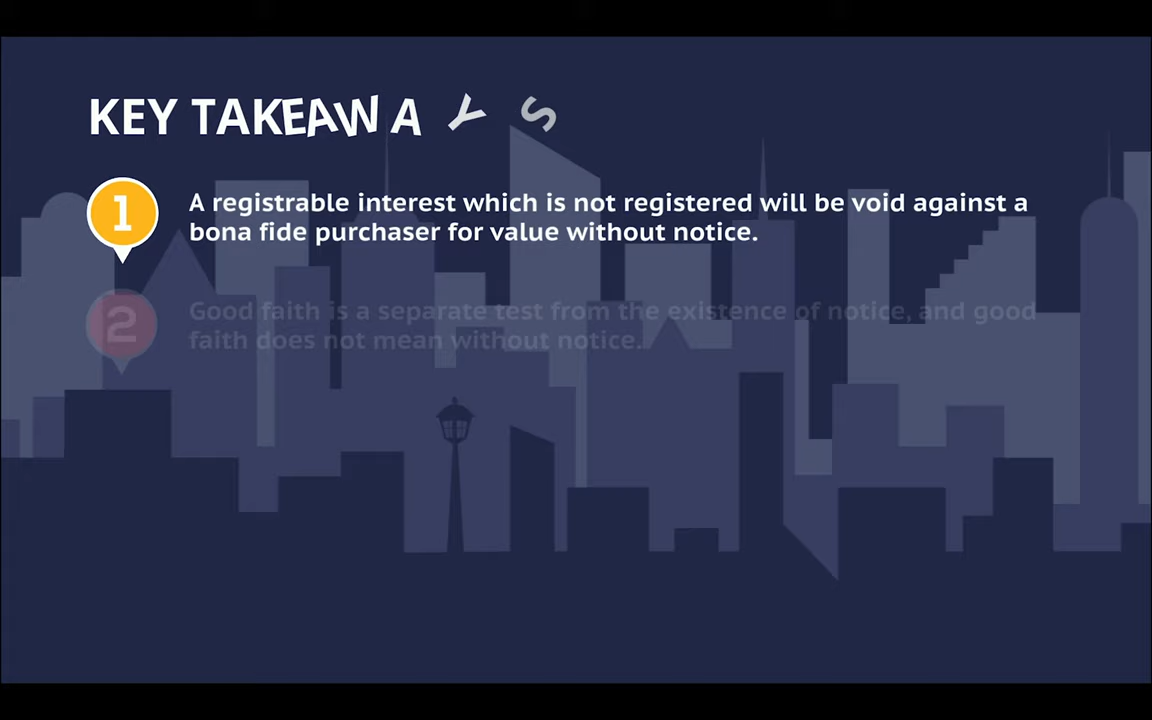 KEY TAKEAWAYS
1
A registrable interest which is not registered will be void against a
bona fide purchaser for value without notice.
2
Good faith is a separate test from the existence of notice, and good
faith does not mean without notice.